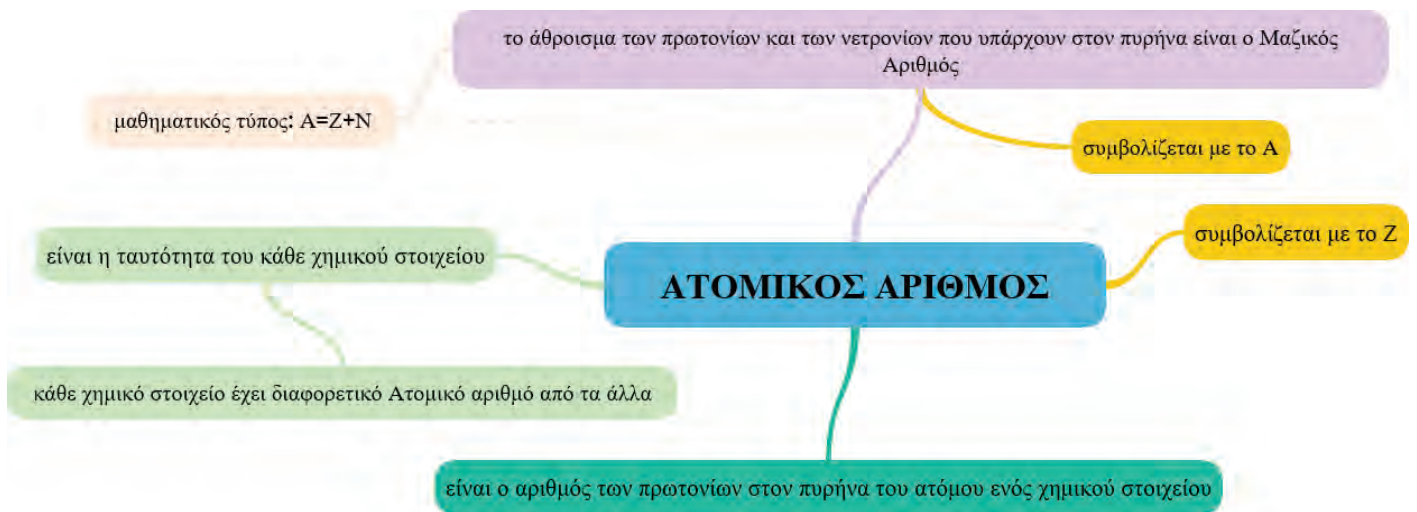 το άθροισμα των πρωτονίων και των νετρονίων που υπάρχουν στον πυρήνα είναι ο Μαζικός
Αριθμός
μαθηματικός τύπος: Α=Ζ+Ν
συμβολίζεται με το Α
συμβολίζεται με το Ζ
είναι η ταυτότητα του κάθε χημικού στοιχείου
ΑΤΟΜΙΚΟΣ ΑΡΙΘΜΟΣ
κάθε χημικό στοιχείο έχει διαφορετικό Ατομικό αριθμό από τα άλλα
είναι ο αριθμός των πρωτονίων στον πυρήνα του ατόμου ενός χημικού στοιχείου